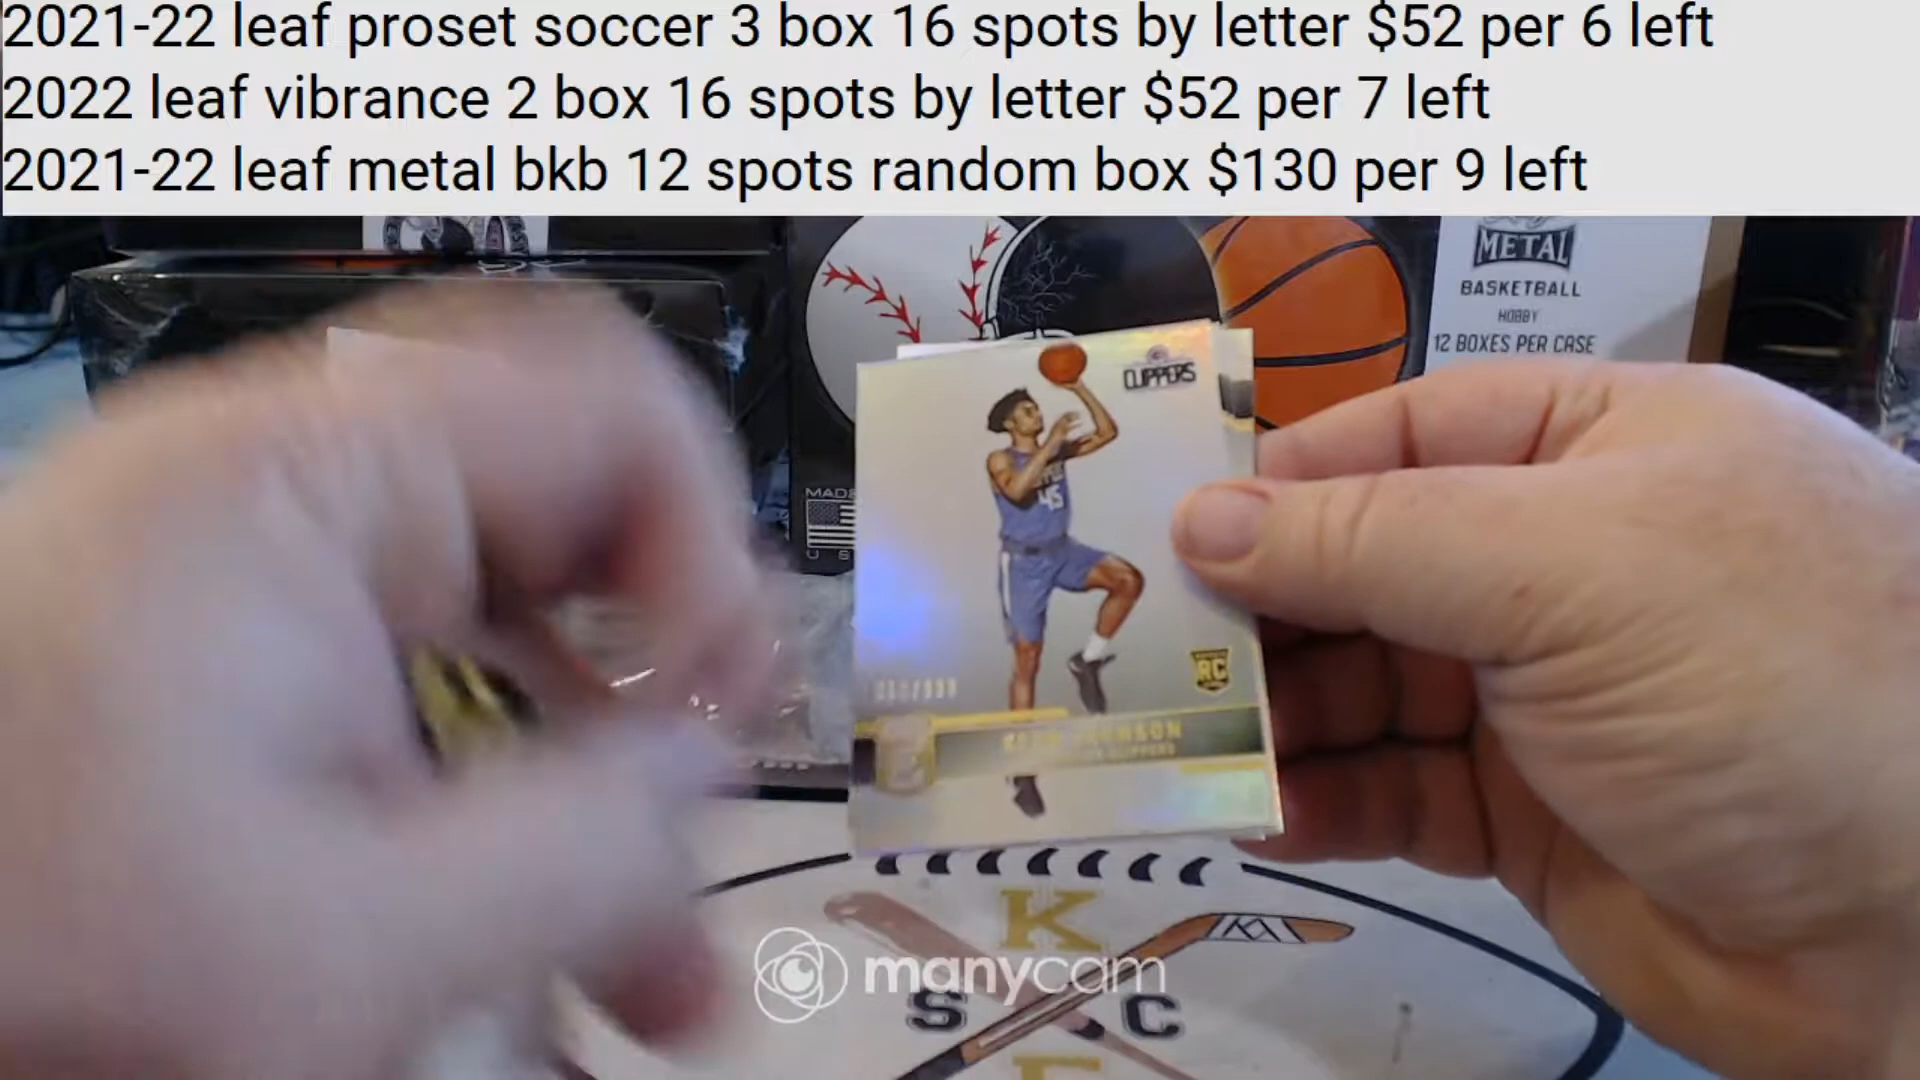 2021-22 leaf proset soccer 3 box 16 spots by letter $52 per 6 left
2022 leaf vibrance 2 box 16 spots by letter $52 per 7 left
2021-22 leaf metal bkb 12 spots random box $130 per 9 left
METAL
BASKETBALL
HOBBY
12 BOXES PER CASE
CLIPPERS
MADE
U S
45
RC
JOHNSON
CLIPPERS
K
manycam
S C